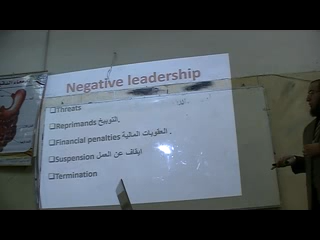 Negative leadership
❑Threats
❑Reprimands التوبيخ.
❑Financial penalties العقوبات المالية.
❑Suspension ايقاف عن العمل
❑Termination